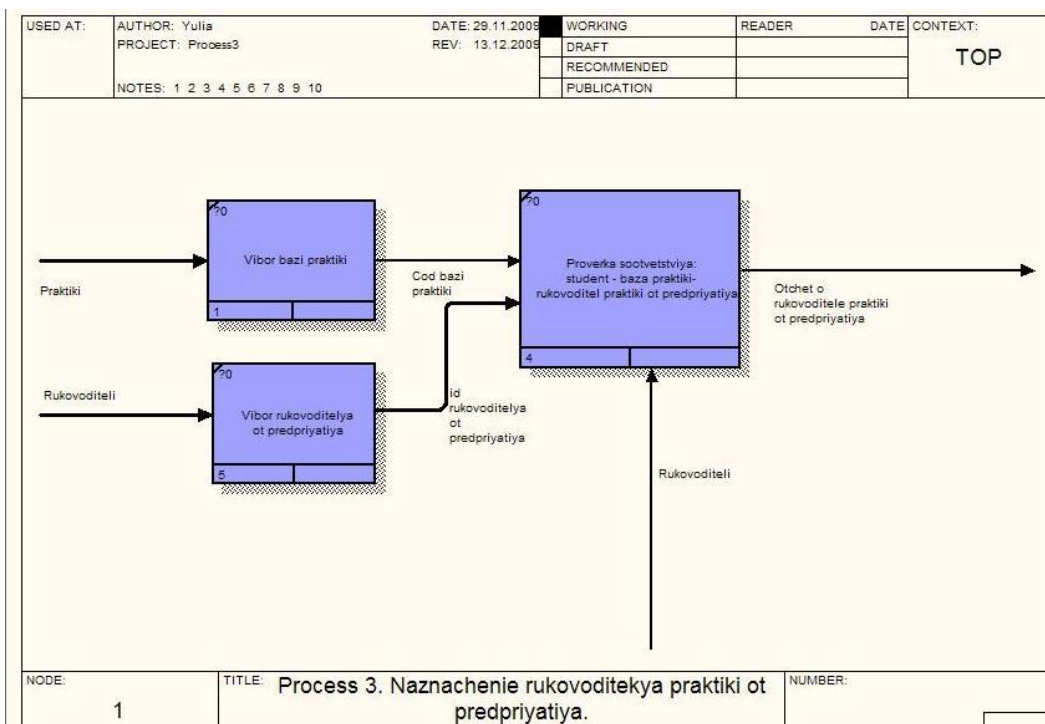 USED AT:
AUTHOR: Yulia
DATE: 29.11.2009
PROJECT: Process3
REV: 13.12.2009
NOTES: 1 2 3 4 5 6 7 8 9 10
WORKING
DRAFT
RECOMMENDED
PUBLICATION
READER
DATE
CONTEXT:
TOP
Praktiki
?0
Vibor bazi praktiki
1
Cod bazi
praktiki
?0
Proverka sootvetstviya:
student - baza praktiki-
rukovoditel praktiki ot predpriyatiya
4
Otchet o
rukovoditele praktiki
ot predpriyatiya
Rukovoditeli
?0
Vibor rukovoditelya
ot predpriyatiya
5
id
rukovoditelya
ot
predpriyatiya
Rukovoditeli
NODE:
1
TITLE:
Process 3. Naznachenie rukovoditekya praktiki ot
predpriyatiya.
NUMBER: